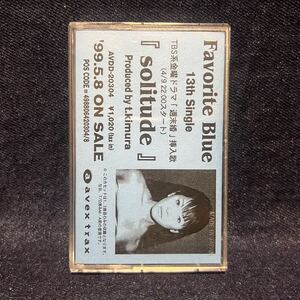 Favorite Blue
13th Single
TBS系金曜ドラマ「週末婚」挿入歌
(4/9 22:00スタート)
『 solitude 』
Produced by t.kimura
AVDD-20304 ¥1,020 (tax in)
'99.5.8 ON SALE
POS CODE = 4988064203048
avex trax